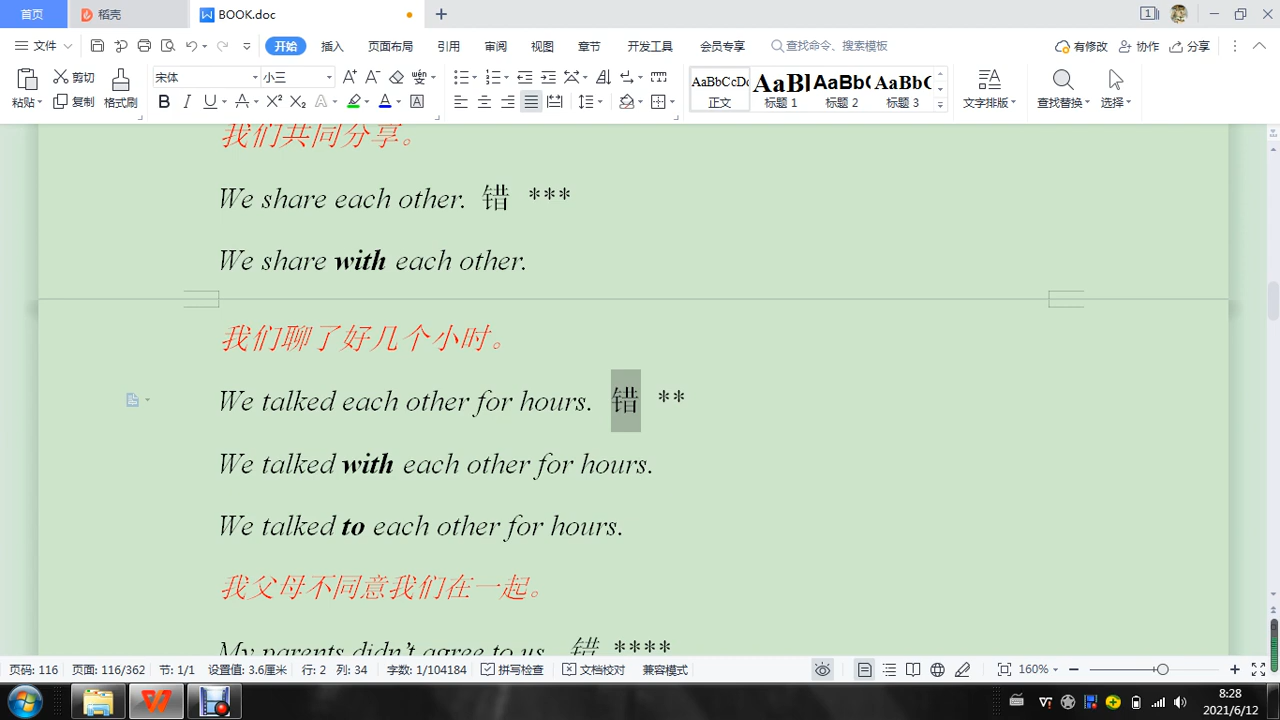 首页 稻壳 BOOK.doc
文件 开始 插入 页面布局 引用 审阅 视图 章节 开发工具 会员专享 查找命令、搜索模板 有修改 协作 分享
剪切 宋体 小三 AaBbCcDd AaBl AaBb( AaBbC
粘贴 复制 格式刷 正文 标题 1 标题 2 标题 3 文字排版 查找替换 选择
我们共同分享。
We share each other. 错 ***
We share with each other.
我们聊了好几个小时。
We talked each other for hours. 错 **
We talked with each other for hours.
We talked to each other for hours.
我父母不同意我们在一起。
My parents didn't agree to us. 错 ****
页码: 116 页面: 116/362 节: 1/1 设置值: 3.6厘米 行: 2 列: 34 字数: 1/104184 拼写检查 文档校对 兼容模式 160%
8:28
2021/6/12